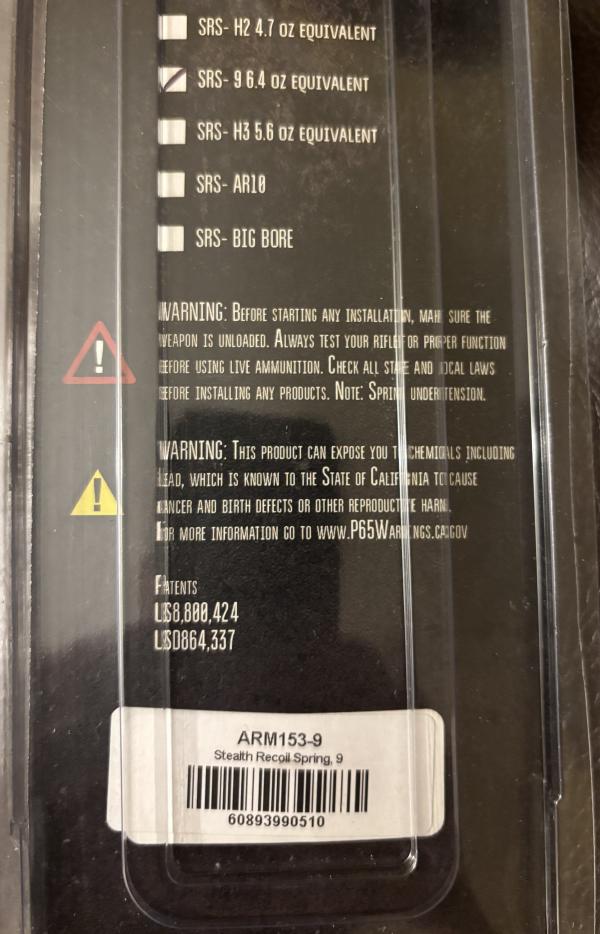 SRS- H2 4.7 OZ EQUIVALENT
SRS- 9 6.4 OZ EQUIVALENT
SRS- H3 5.6 OZ EQUIVALENT
SRS- AR10
SRS- BIG BORE
WARNING: BEFORE STARTING ANY INSTALLATION, MAKE SURE THE
WEAPON IS UNLOADED. ALWAYS TEST YOUR RIFLE FOR PROPER FUNCTION
BEFORE USING LIVE AMMUNITION. CHECK ALL STATE AND LOCAL LAWS
BEFORE INSTALLING ANY PRODUCTS. NOTE: SPRING UNDER TENSION.
WARNING: THIS PRODUCT CAN EXPOSE YOU TO CHEMICALS INCLUDING
LEAD, WHICH IS KNOWN TO THE STATE OF CALIFORNIA TO CAUSE
CANCER AND BIRTH DEFECTS OR OTHER REPRODUCTIVE HARM.
FOR MORE INFORMATION GO TO WWW.P65WARNINGS.CA.GOV
PATENTS
US8,800,424
USD864,337
ARM153-9
Stealth Recoil Spring, 9
60893990510